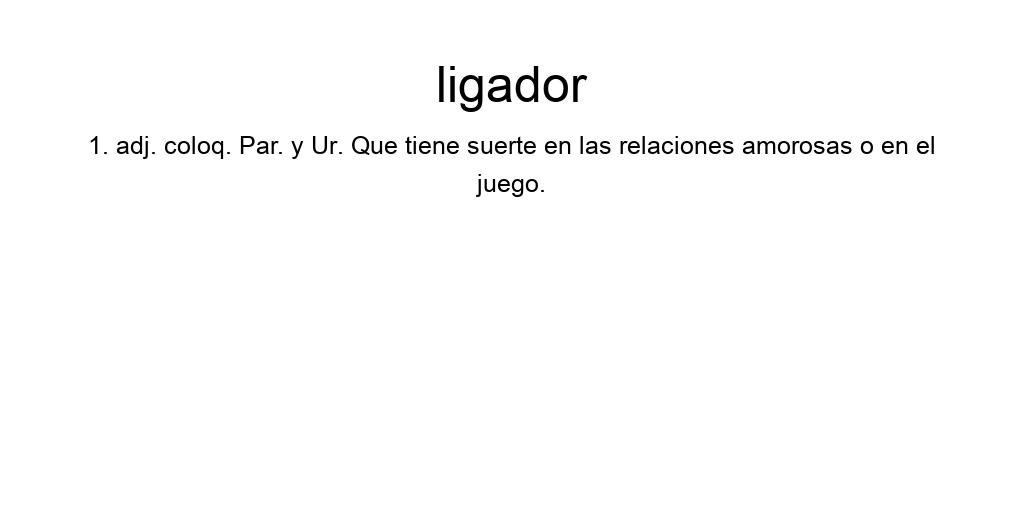 ligador
1. adj. coloq. Par. y Ur. Que tiene suerte en las relaciones amorosas o en el
juego.